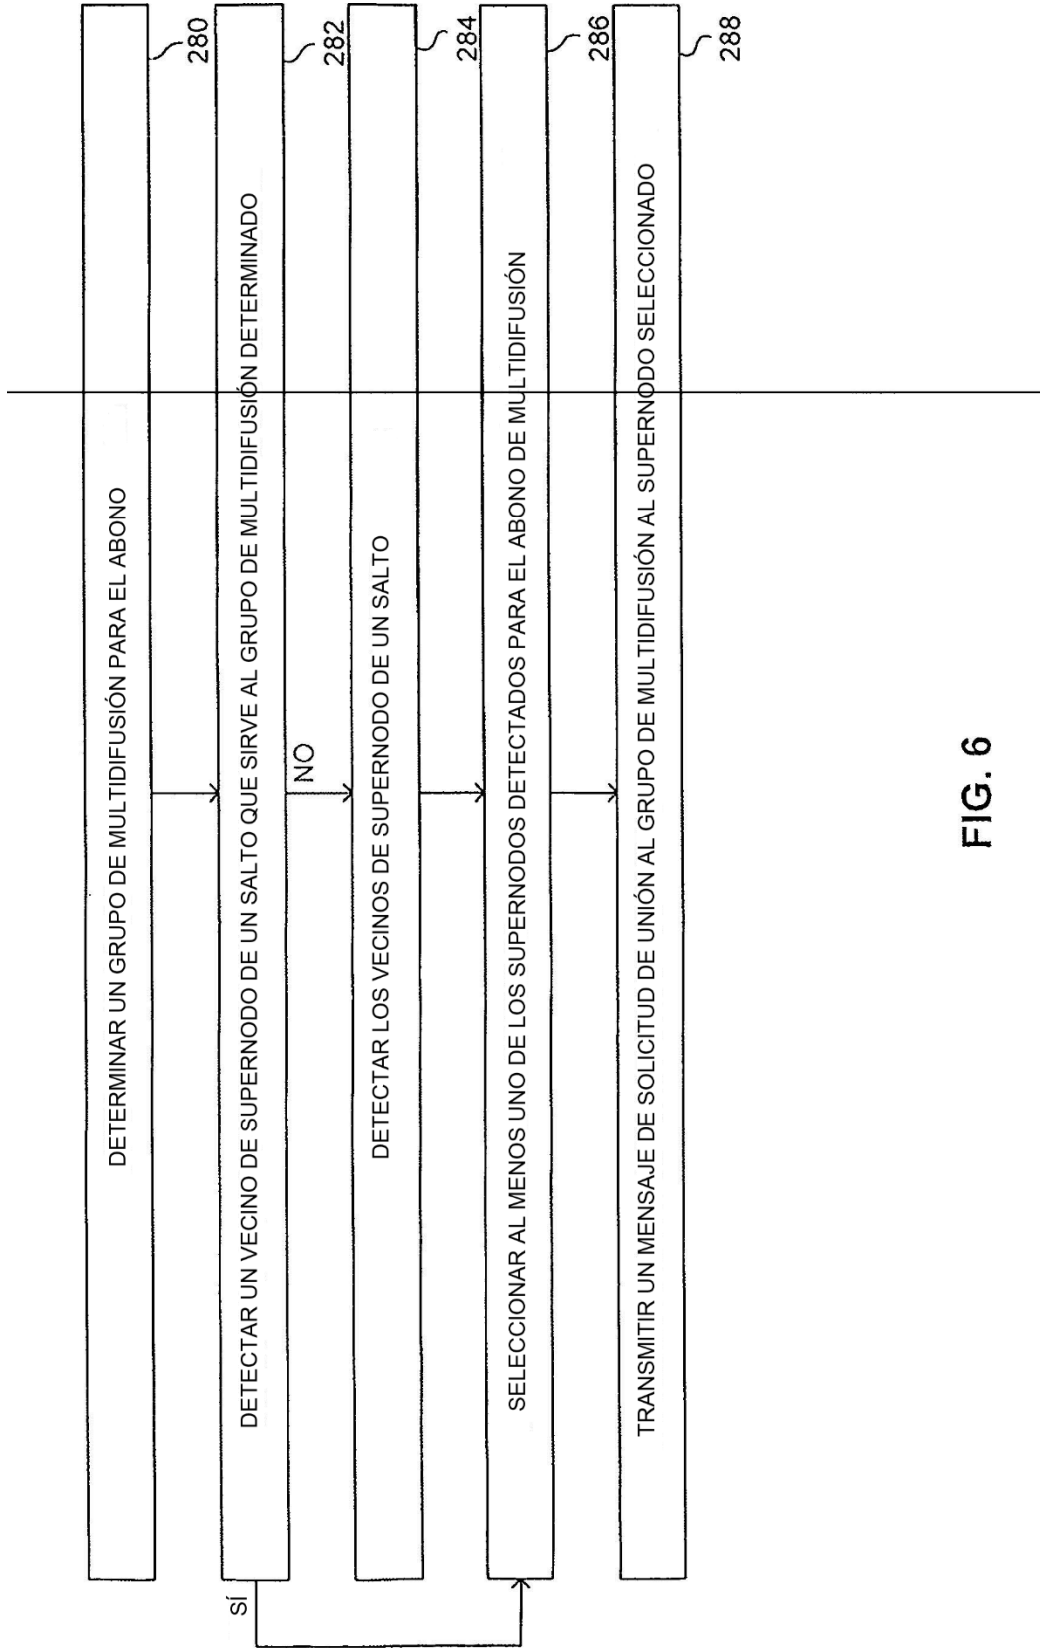 DETERMINAR UN GRUPO DE MULTIDIFUSIÓN PARA EL ABONO
280
DETECTAR UN VECINO DE SUPERNODO DE UN SALTO QUE SIRVE AL GRUPO DE MULTIDIFUSIÓN DETERMINADO
282
SÍ
NO
DETECTAR LOS VECINOS DE SUPERNODO DE UN SALTO
284
SELECCIONAR AL MENOS UNO DE LOS SUPERNODOS DETECTADOS PARA EL ABONO DE MULTIDIFUSIÓN
286
TRANSMITIR UN MENSAJE DE SOLICITUD DE UNIÓN AL GRUPO DE MULTIDIFUSIÓN AL SUPERNODO SELECCIONADO
288
FIG. 6